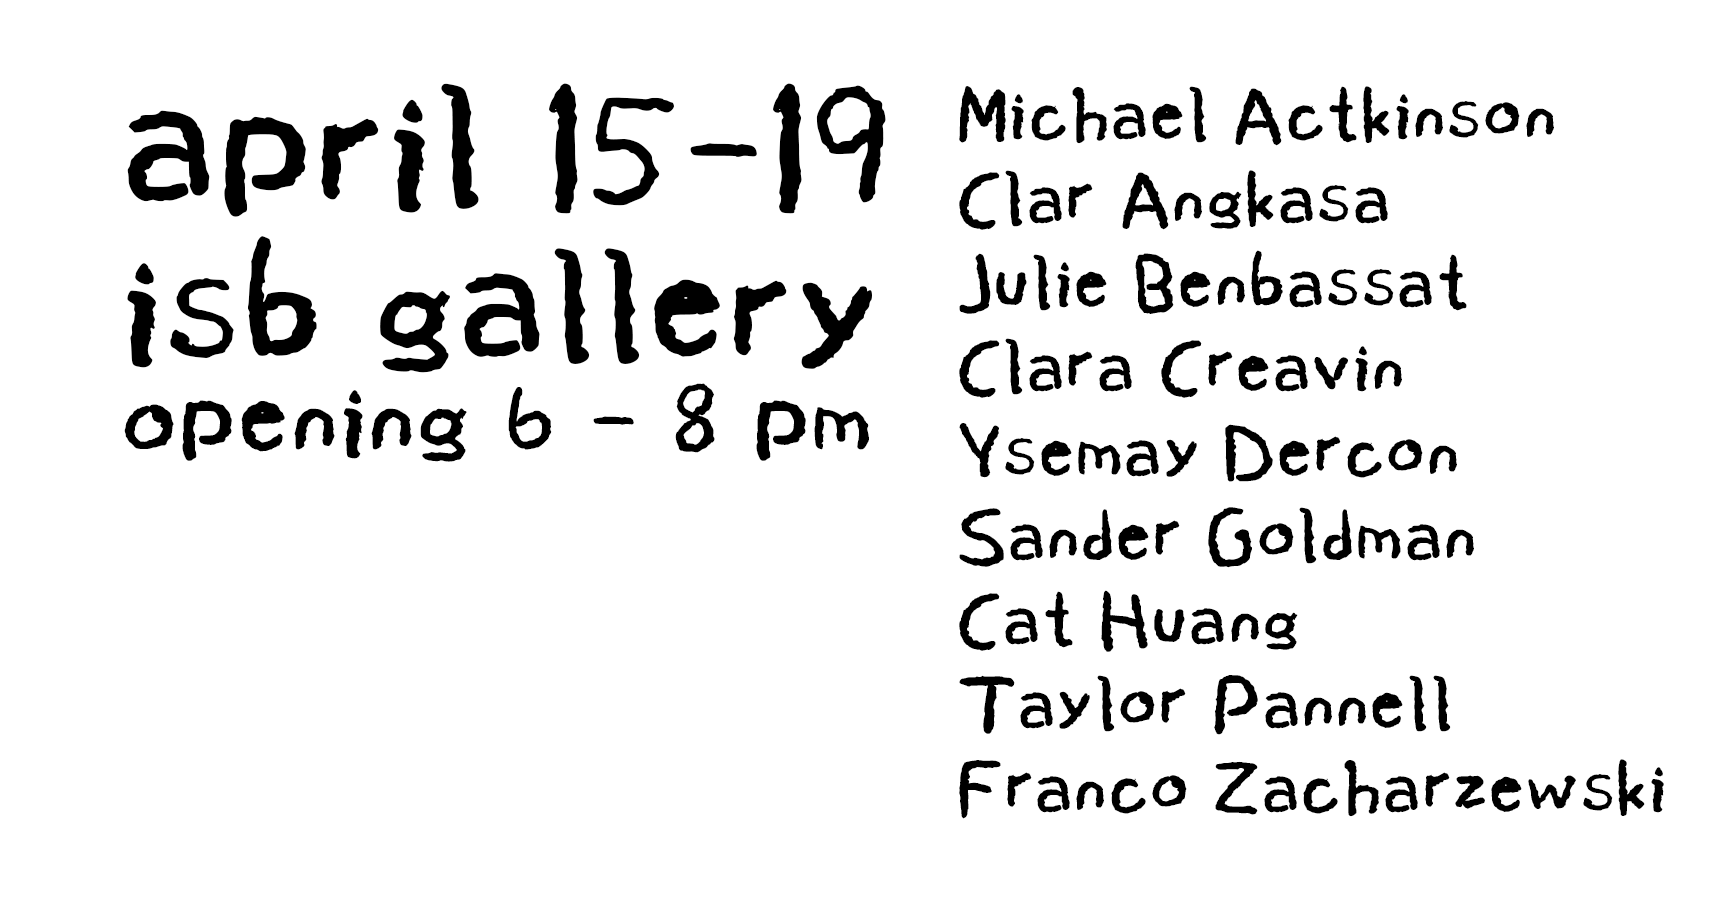 april 15-19
isb gallery
opening 6 - 8 pm
Michael Actkinson
Clar Angkasa
Julie Benbassat
Clara Creavin
Ysemay Dercon
Sander Goldman
Cat Huang
Taylor Pannell
Franco Zacharzewski